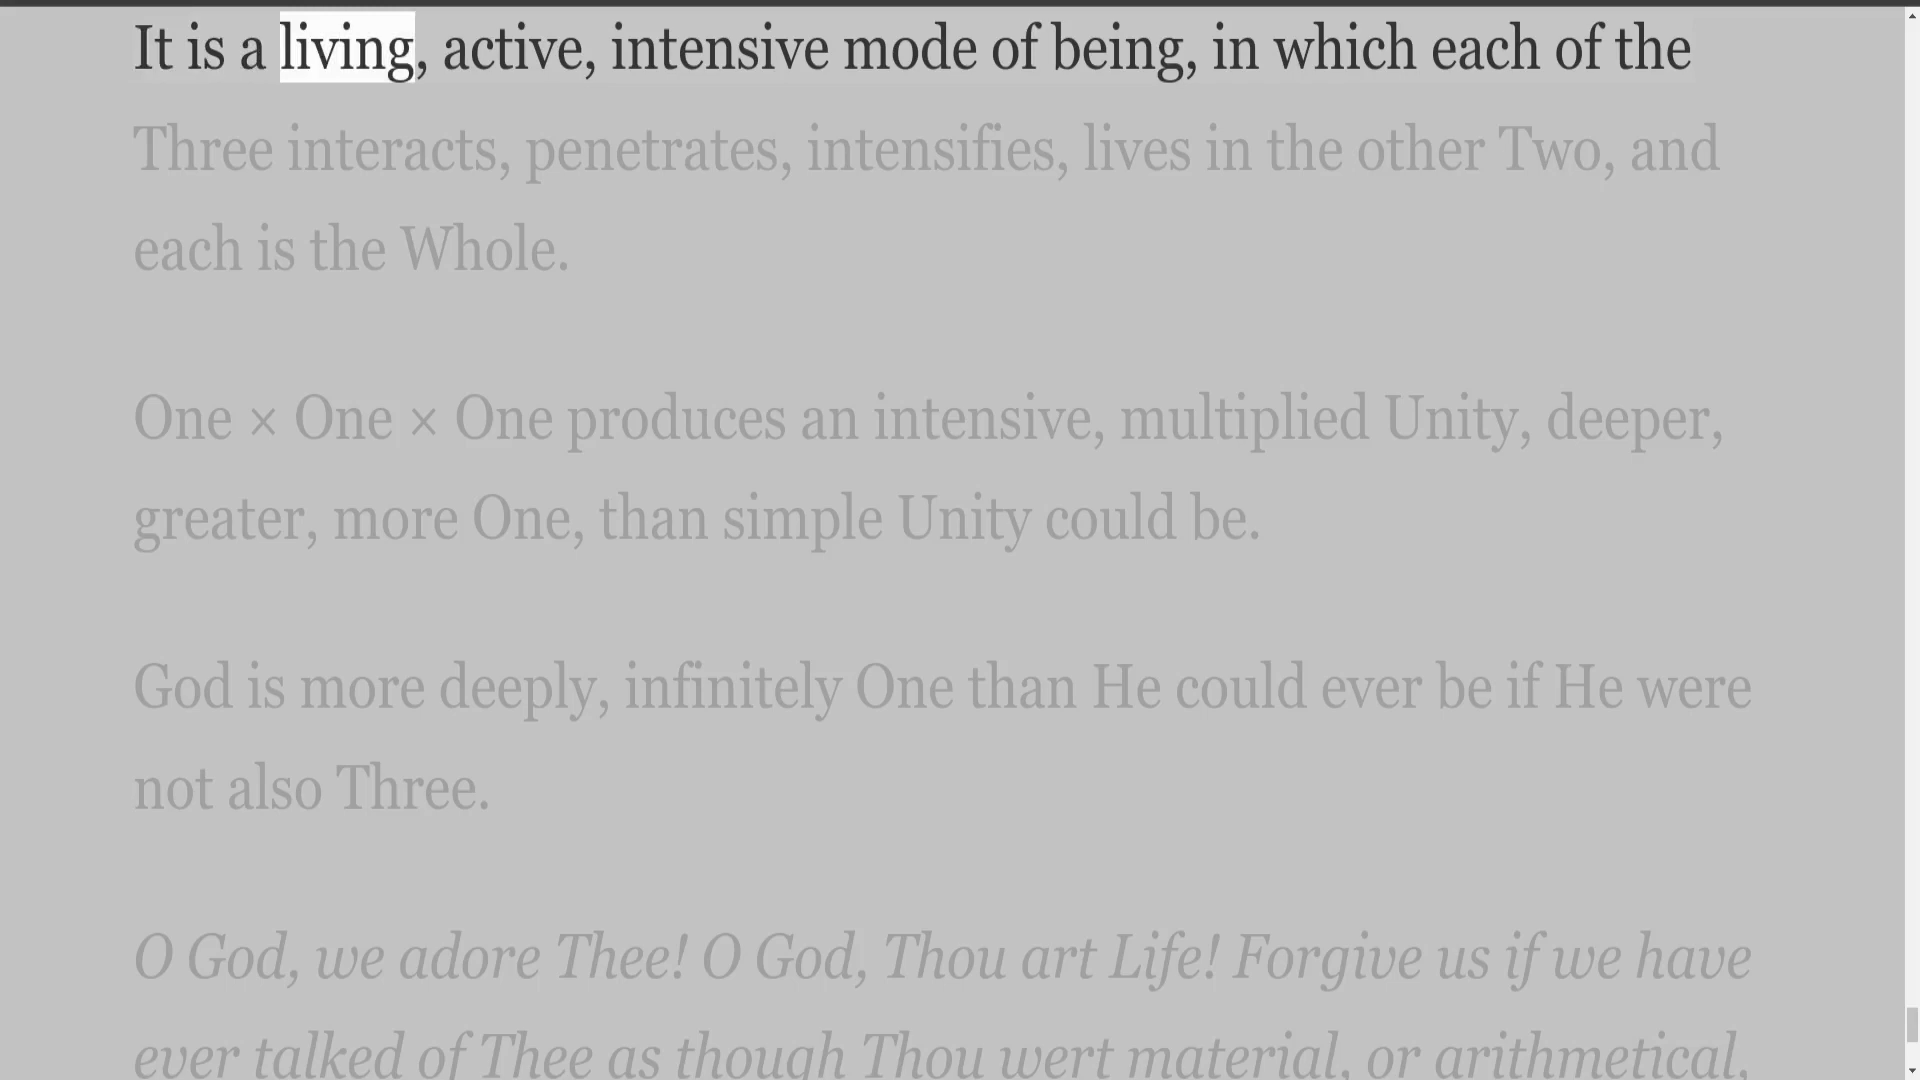 It is a living, active, intensive mode of being, in which each of the
Three interacts, penetrates, intensifies, lives in the other Two, and
each is the Whole.
One × One × One produces an intensive, multiplied Unity, deeper,
greater, more One, than simple Unity could be.
God is more deeply, infinitely One than He could ever be if He were
not also Three.
O God, we adore Thee! O God, Thou art Life! Forgive us if we have
ever talked of Thee as though Thou wert material, or arithmetical,